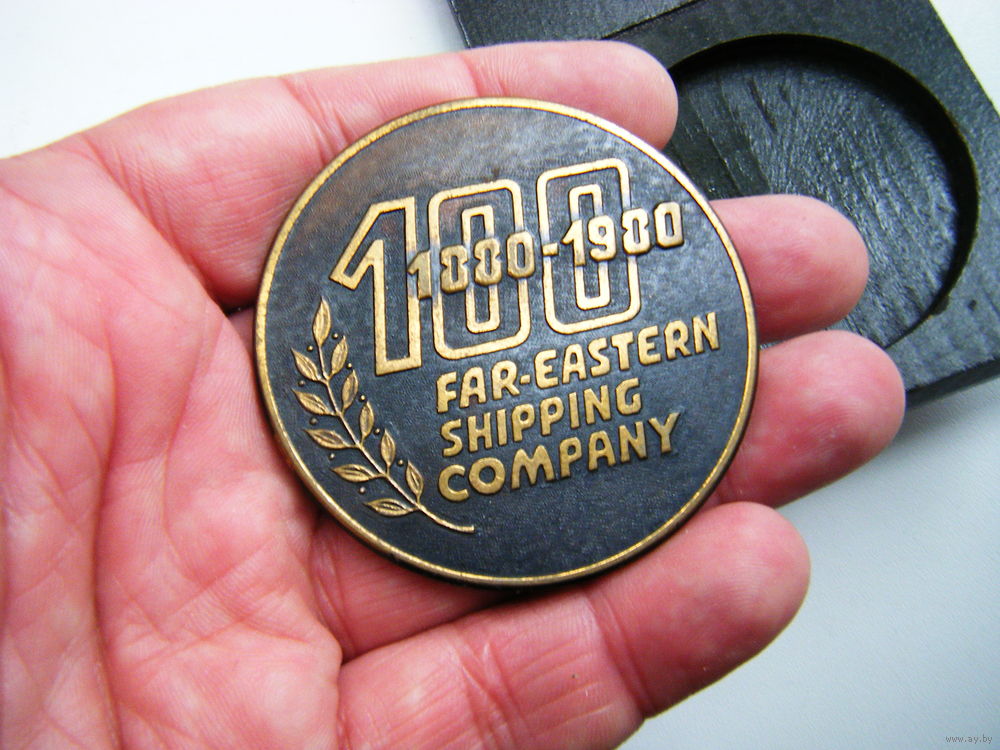 100
1880-1980
FAR-EASTERN
SHIPPING
COMPANY
www.ay.by